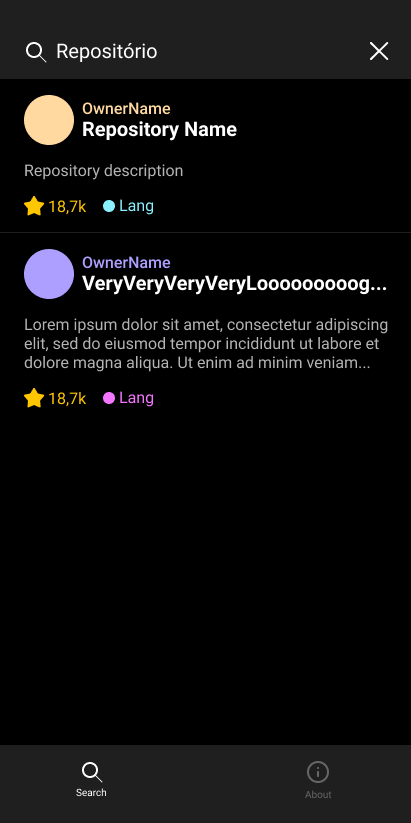 Repositório
OwnerName
Repository Name
Repository description
18,7k Lang
OwnerName
VeryVeryVeryVeryLooooooooog...
Lorem ipsum dolor sit amet, consectetur adipiscing
elit, sed do eiusmod tempor incididunt ut labore et
dolore magna aliqua. Ut enim ad minim veniam...
18,7k Lang
Search About